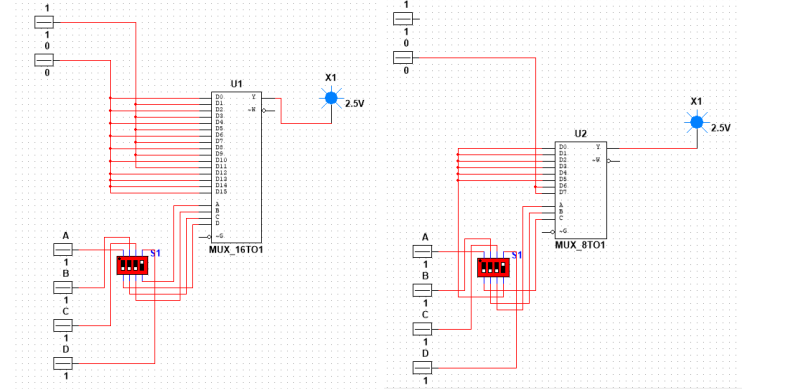 1
1
0
0
U1
X1
2.5V
D0
D1
D2
D3
D4
D5
D6
D7
D8
D9
D10
D11
D12
D13
D14
D15
Y
~W
A
B
C
D
~G
MUX_16TO1
A
1
B
1
C
1
D
1
S1
1
1
0
0
U2
X1
2.5V
D0
D1
D2
D3
D4
D5
D6
D7
Y
~W
A
B
C
~G
MUX_8TO1
A
1
B
1
C
1
D
1
S1